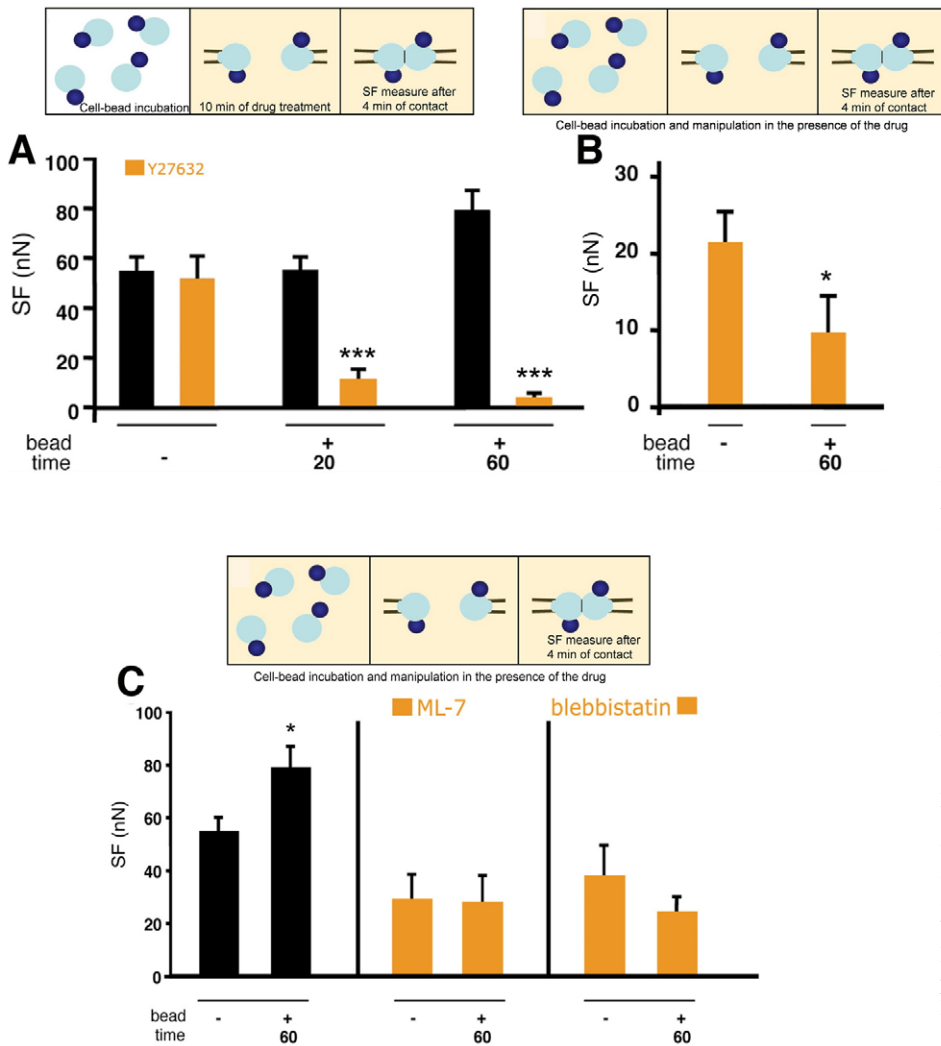 Cell-bead incubation
10 min of drug treatment
SF measure after
4 min of contact
SF measure after
4 min of contact
Cell-bead incubation and manipulation in the presence of the drug
A
Y27632
SF (nN)
100
80
60
40
20
0
*** ***
bead - + +
time 20 60
B
SF (nN)
30
20
10
0
*
bead - +
time 60
SF measure after
4 min of contact
Cell-bead incubation and manipulation in the presence of the drug
C
ML-7
blebbistatin
SF (nN)
100
80
60
40
20
0
*
bead - + - + - +
time 60 60 60